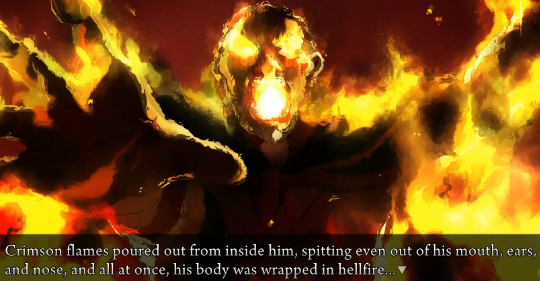 Crimson flames poured out from inside him, spitting even out of his mouth, ears,
and nose, and all at once, his body was wrapped in hellfire...▼